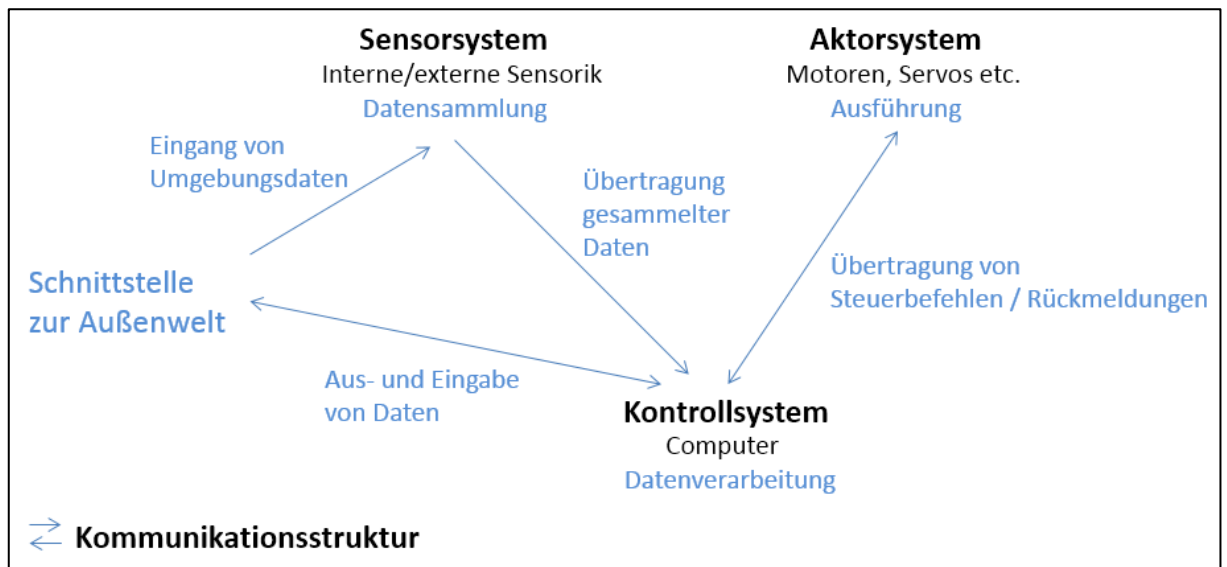 Sensorsystem
Interne/externe Sensorik
Datensammlung
Aktorsystem
Motoren, Servos etc.
Ausführung
Eingang von
Umgebungsdaten
Übertragung
gesammelter
Daten
Schnittstelle
zur Außenwelt
Übertragung von
Steuerbefehlen / Rückmeldungen
Aus- und Eingabe
von Daten
Kontrollsystem
Computer
Datenverarbeitung
Kommunikationsstruktur